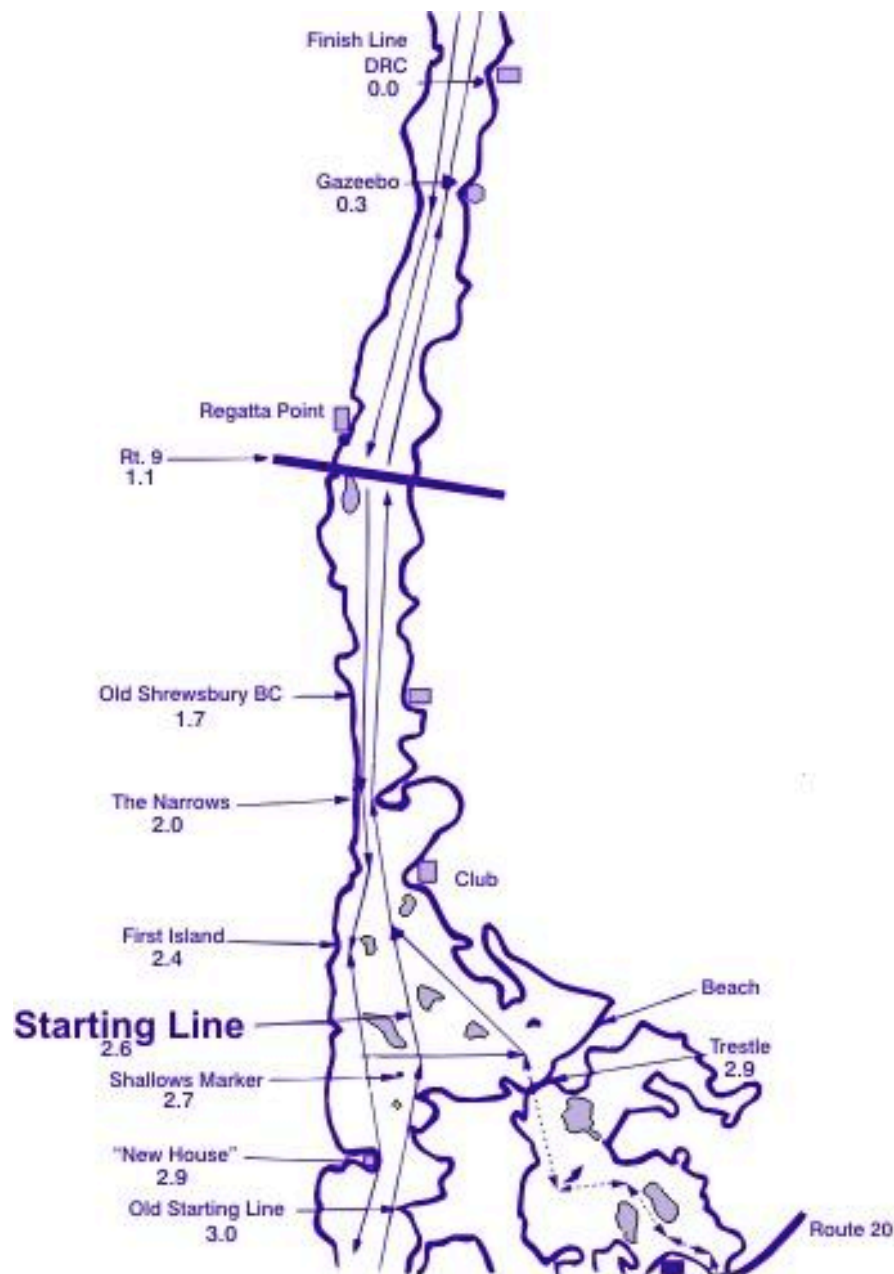 Finish Line
DRC
0.0
Gazeebo
0.3
Regatta Point
Rt. 9
1.1
Old Shrewsbury BC
1.7
The Narrows
2.0
Club
First Island
2.4
Beach
Starting Line
2.6
Trestle
2.9
Shallows Marker
2.7
"New House"
2.9
Old Starting Line
3.0
Route 20